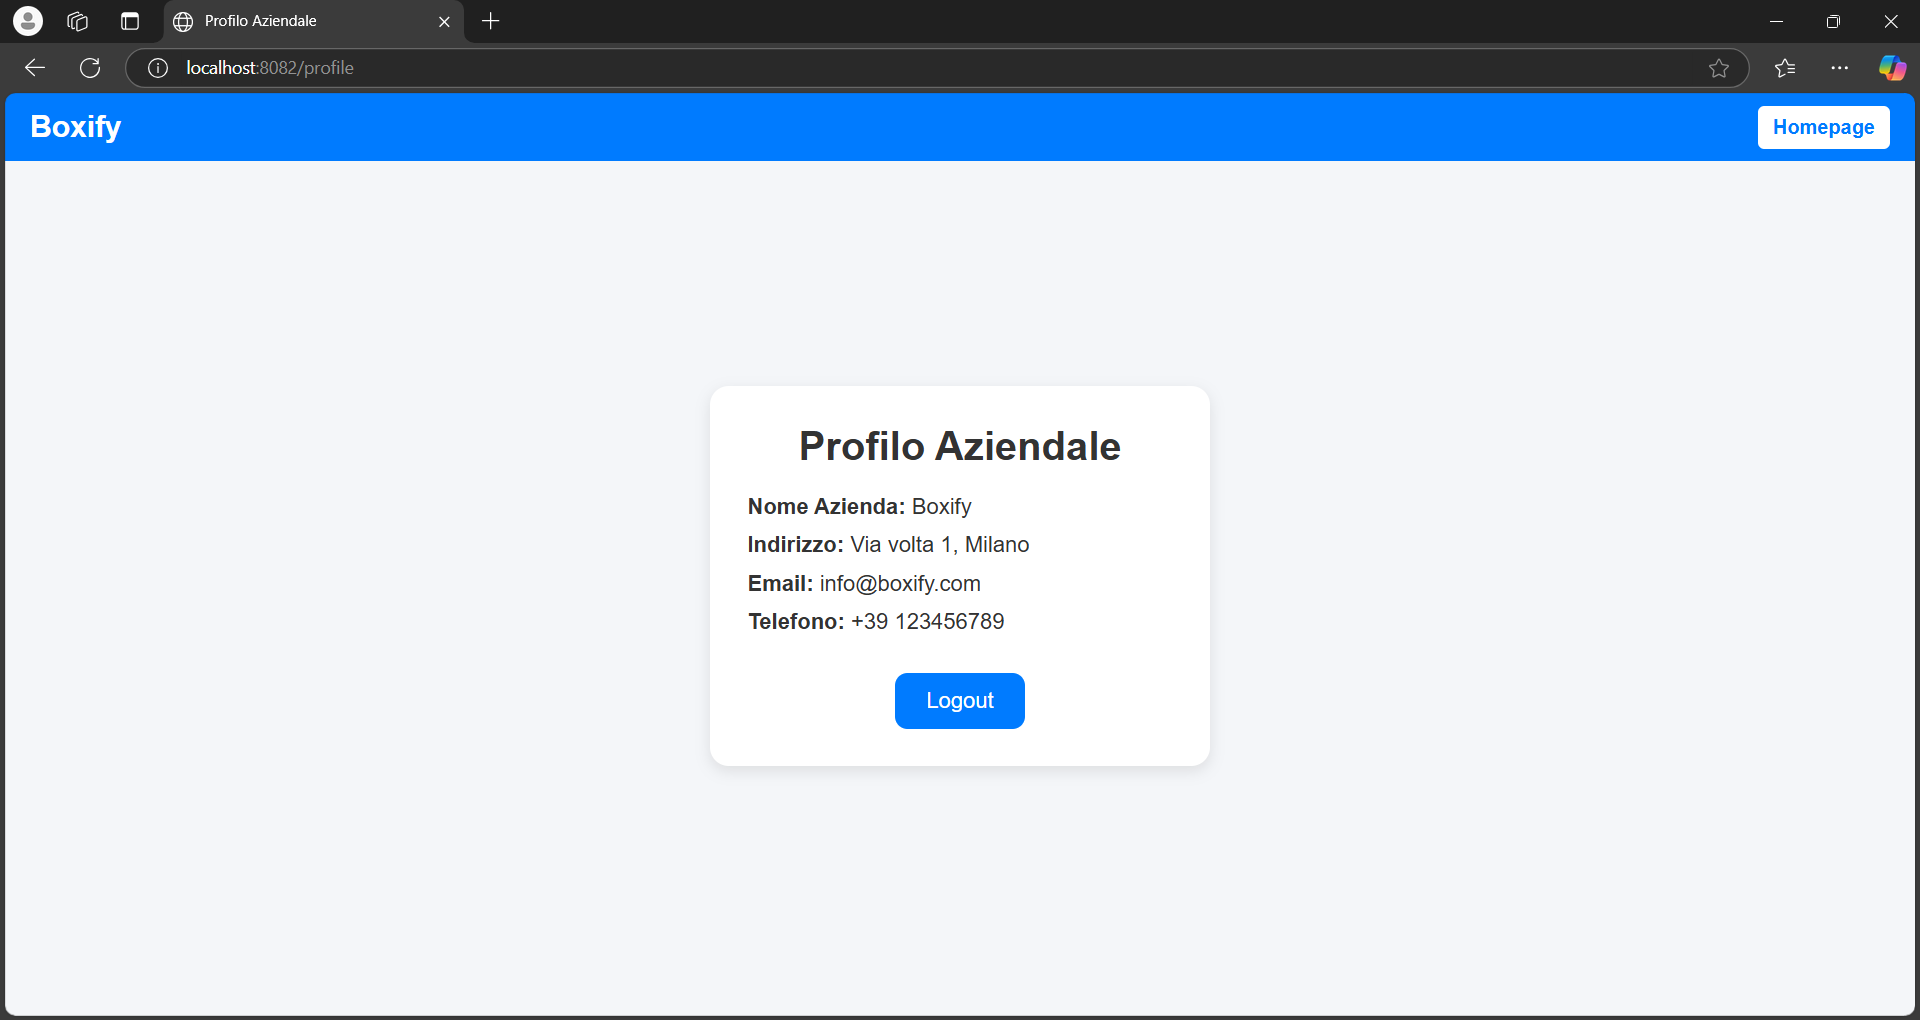 Profilo Aziendale
localhost:8082/profile
Boxify
Homepage
Profilo Aziendale
Nome Azienda: Boxify
Indirizzo: Via volta 1, Milano
Email: info@boxify.com
Telefono: +39 123456789
Logout